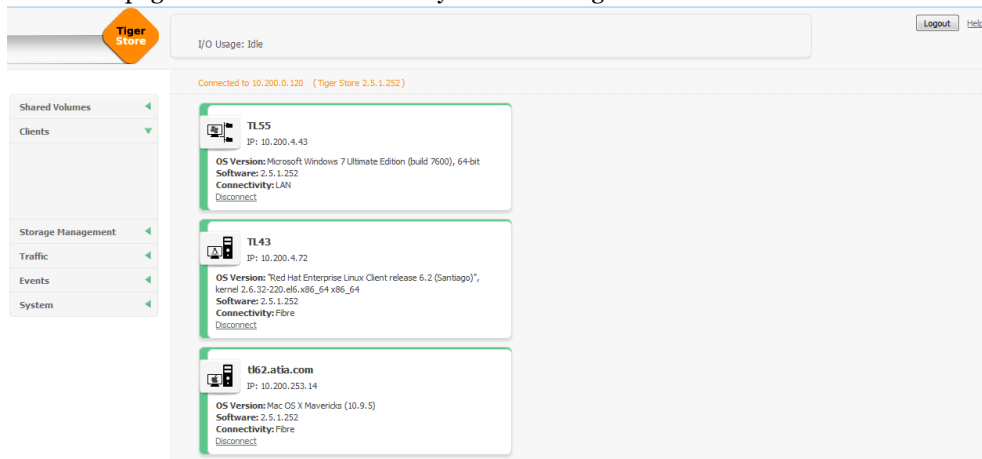 Tiger
Store
I/O Usage: Idle
Logout Help
Connected to 10.200.0.120 (Tiger Store 2.5.1.252)
Shared Volumes
Clients
Storage Management
Traffic
Events
System
TL55
IP: 10.200.4.43
OS Version: Microsoft Windows 7 Ultimate Edition (build 7600), 64-bit
Software: 2.5.1.252
Connectivity: LAN
Disconnect
TL43
IP: 10.200.4.72
OS Version: "Red Hat Enterprise Linux Client release 6.2 (Santiago)",
kernel 2.6.32-220.el6.x86_64 x86_64
Software: 2.5.1.252
Connectivity: Fibre
Disconnect
tl62.atia.com
IP: 10.200.253.14
OS Version: Mac OS X Mavericks (10.9.5)
Software: 2.5.1.252
Connectivity: Fibre
Disconnect